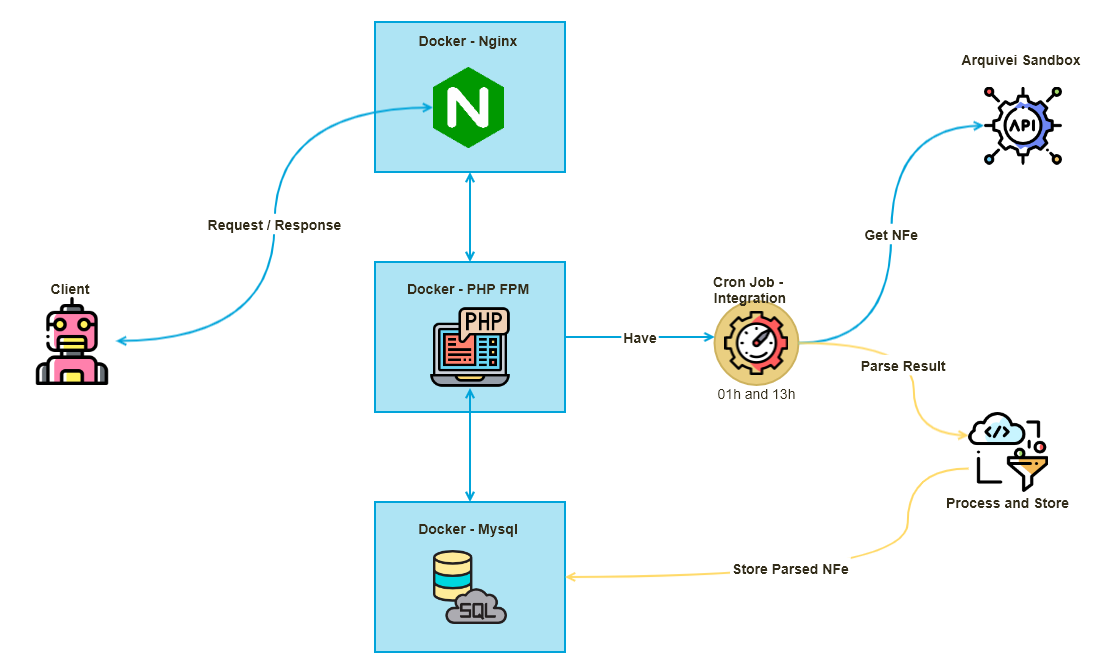 Docker - Nginx
N
Arquivei Sandbox
API
Request / Response
Get NFe
Client
Docker - PHP FPM
PHP
Have
Cron Job -
Integration
01h and 13h
Parse Result
</>
Process and Store
Docker - Mysql
SQL
Store Parsed NFe